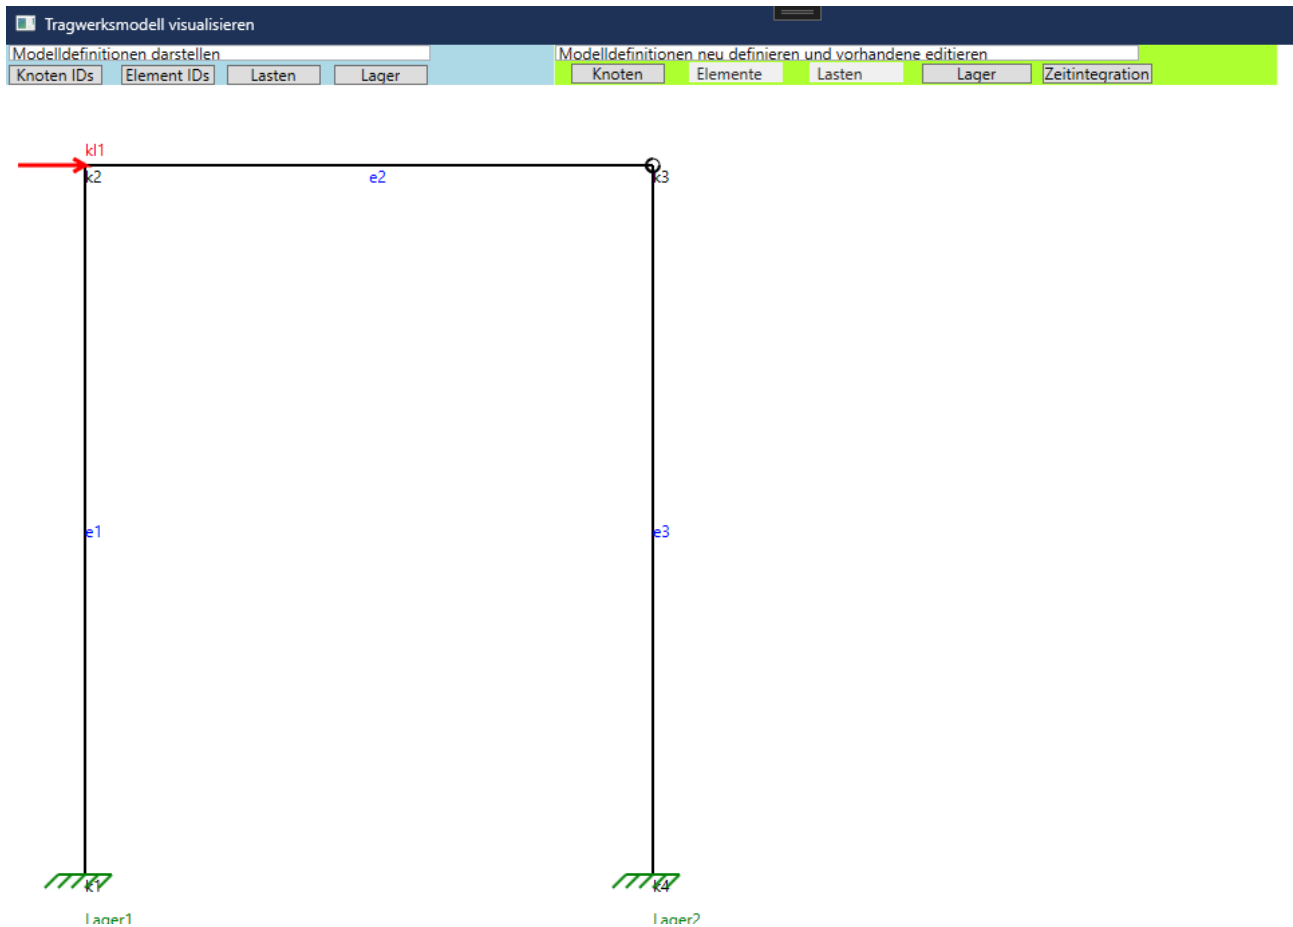 Tragwerksmodell visualisieren
Modelldefinitionen darstellen
Modelldefinitionen neu definieren und vorhandene editieren
Knoten IDs Element IDs Lasten Lager
Knoten Elemente Lasten Lager Zeitintegration
kl1
k2 e2 k3
e1 e3
k1 k4
Lager1 Lager2